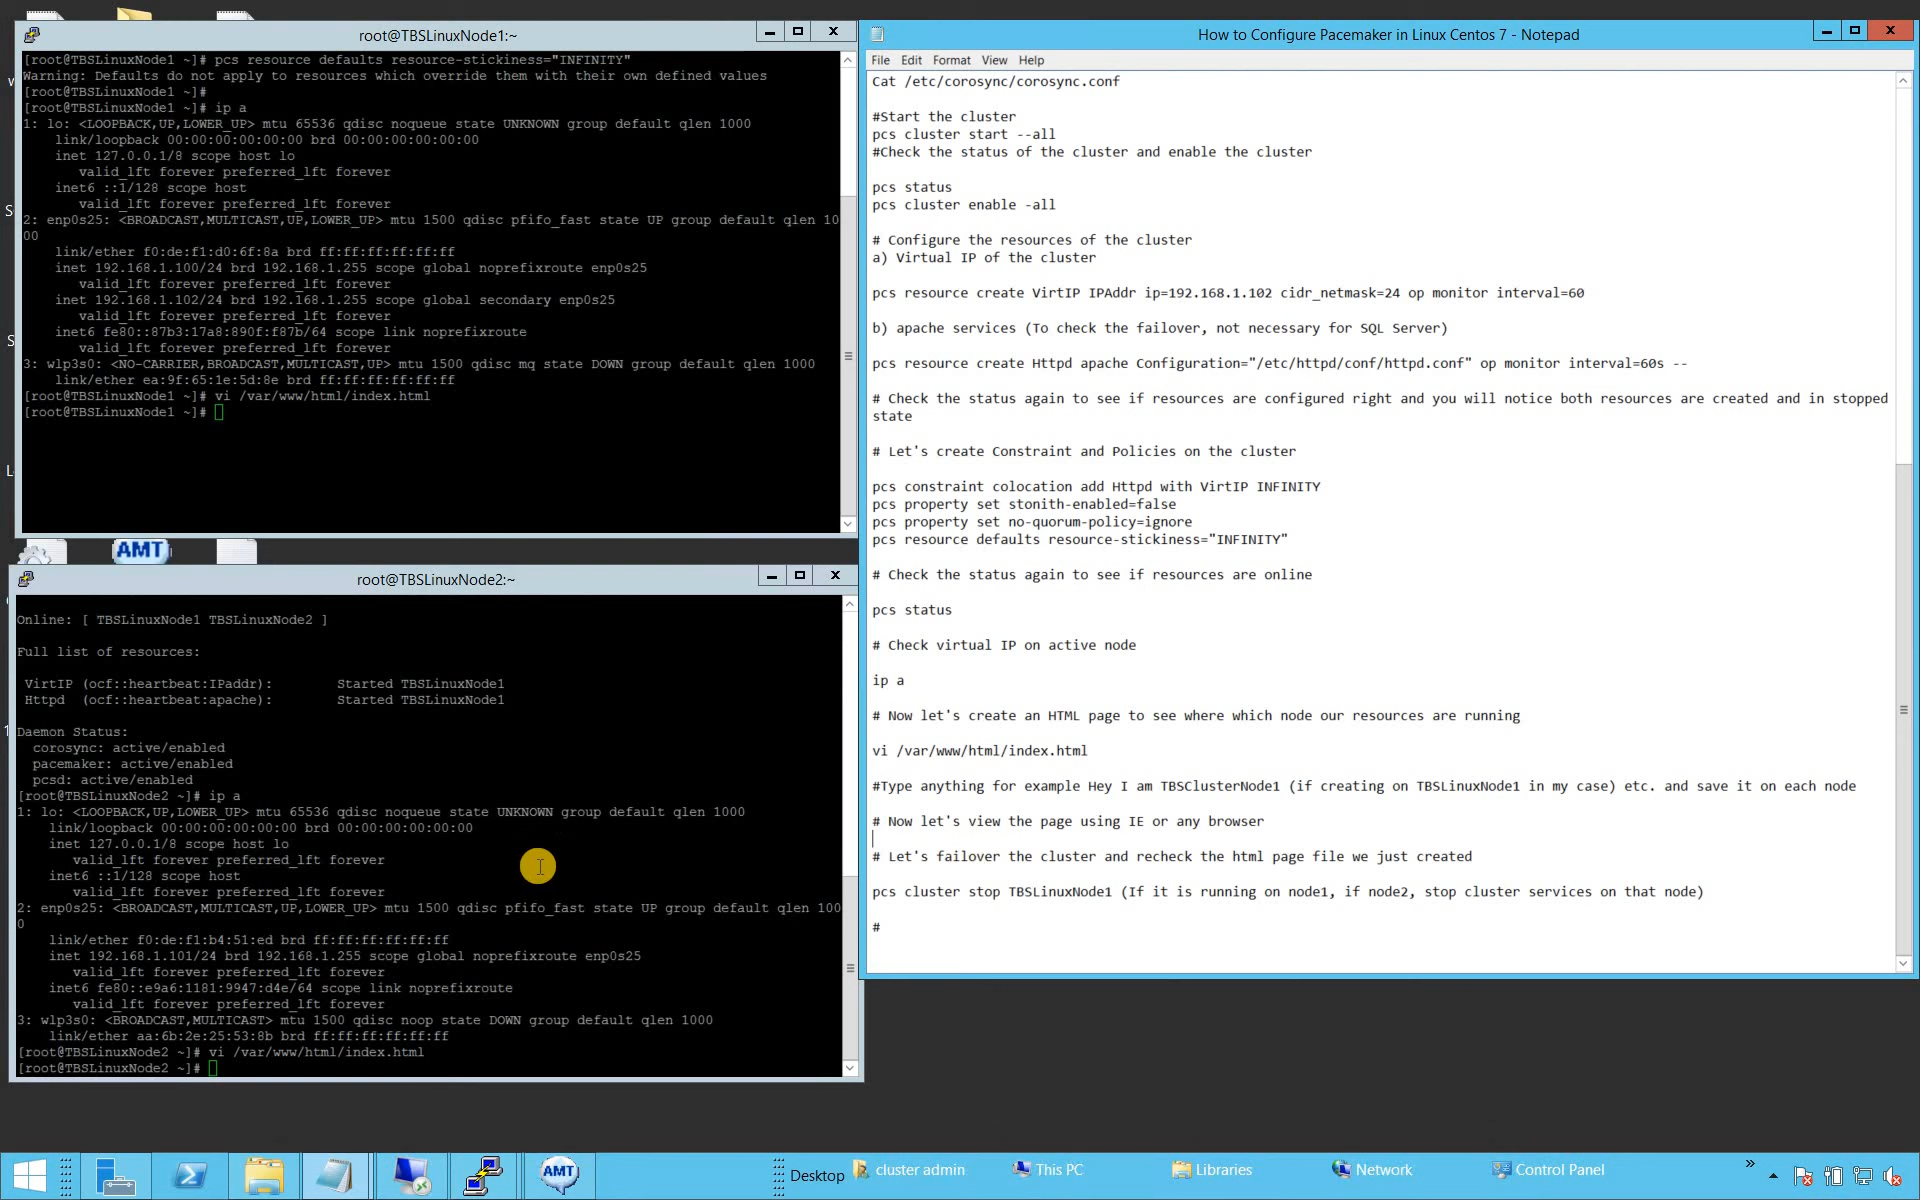 root@TBSLinuxNode1:~
[root@TBSLinuxNode1 ~]# pcs resource defaults resource-stickiness="INFINITY"
Warning: Defaults do not apply to resources which override them with their own defined values
[root@TBSLinuxNode1 ~]#
[root@TBSLinuxNode1 ~]# ip a
1: lo: <LOOPBACK,UP,LOWER_UP> mtu 65536 qdisc noqueue state UNKNOWN group default qlen 1000
link/loopback 00:00:00:00:00:00 brd 00:00:00:00:00:00
inet 127.0.0.1/8 scope host lo
valid_lft forever preferred_lft forever
inet6 ::1/128 scope host
valid_lft forever preferred_lft forever
2: enp0s25: <BROADCAST,MULTICAST,UP,LOWER_UP> mtu 1500 qdisc pfifo_fast state UP group default qlen 10
00
link/ether f0:de:f1:d0:6f:8a brd ff:ff:ff:ff:ff:ff
inet 192.168.1.100/24 brd 192.168.1.255 scope global noprefixroute enp0s25
valid_lft forever preferred_lft forever
inet 192.168.1.102/24 brd 192.168.1.255 scope global secondary enp0s25
valid_lft forever preferred_lft forever
inet6 fe80::87b3:17a8:890f:f87b/64 scope link noprefixroute
valid_lft forever preferred_lft forever
3: wlp3s0: <NO-CARRIER,BROADCAST,MULTICAST,UP> mtu 1500 qdisc mq state DOWN group default qlen 1000
link/ether ea:9f:65:1e:5d:8e brd ff:ff:ff:ff:ff:ff
[root@TBSLinuxNode1 ~]# vi /var/www/html/index.html
[root@TBSLinuxNode1 ~]#
AMT
root@TBSLinuxNode2:~
Online: [ TBSLinuxNode1 TBSLinuxNode2 ]
Full list of resources:
VirtIP (ocf::heartbeat:IPaddr): Started TBSLinuxNode1
Httpd (ocf::heartbeat:apache): Started TBSLinuxNode1
Daemon Status:
corosync: active/enabled
pacemaker: active/enabled
pcsd: active/enabled
[root@TBSLinuxNode2 ~]# ip a
1: lo: <LOOPBACK,UP,LOWER_UP> mtu 65536 qdisc noqueue state UNKNOWN group default qlen 1000
link/loopback 00:00:00:00:00:00 brd 00:00:00:00:00:00
inet 127.0.0.1/8 scope host lo
valid_lft forever preferred_lft forever
inet6 ::1/128 scope host
valid_lft forever preferred_lft forever
2: enp0s25: <BROADCAST,MULTICAST,UP,LOWER_UP> mtu 1500 qdisc pfifo_fast state UP group default qlen 100
0
link/ether f0:de:f1:b4:51:ed brd ff:ff:ff:ff:ff:ff
inet 192.168.1.101/24 brd 192.168.1.255 scope global noprefixroute enp0s25
valid_lft forever preferred_lft forever
inet6 fe80::e9a6:1181:9947:d4e/64 scope link noprefixroute
valid_lft forever preferred_lft forever
3: wlp3s0: <BROADCAST,MULTICAST> mtu 1500 qdisc noop state DOWN group default qlen 1000
link/ether aa:6b:2e:25:53:8b brd ff:ff:ff:ff:ff:ff
[root@TBSLinuxNode2 ~]# vi /var/www/html/index.html
[root@TBSLinuxNode2 ~]#
How to Configure Pacemaker in Linux Centos 7 - Notepad
File Edit Format View Help
Cat /etc/corosync/corosync.conf
#Start the cluster
pcs cluster start --all
#Check the status of the cluster and enable the cluster
pcs status
pcs cluster enable -all
# Configure the resources of the cluster
a) Virtual IP of the cluster
pcs resource create VirtIP IPAddr ip=192.168.1.102 cidr_netmask=24 op monitor interval=60
b) apache services (To check the failover, not necessary for SQL Server)
pcs resource create Httpd apache Configuration="/etc/httpd/conf/httpd.conf" op monitor interval=60s --
# Check the status again to see if resources are configured right and you will notice both resources are created and in stopped
state
# Let's create Constraint and Policies on the cluster
pcs constraint colocation add Httpd with VirtIP INFINITY
pcs property set stonith-enabled=false
pcs property set no-quorum-policy=ignore
pcs resource defaults resource-stickiness="INFINITY"
# Check the status again to see if resources are online
pcs status
# Check virtual IP on active node
ip a
# Now let's create an HTML page to see where which node our resources are running
vi /var/www/html/index.html
#Type anything for example Hey I am TBSClusterNode1 (if creating on TBSLinuxNode1 in my case) etc. and save it on each node
# Now let's view the page using IE or any browser
# Let's failover the cluster and recheck the html page file we just created
pcs cluster stop TBSLinuxNode1 (If it is running on node1, if node2, stop cluster services on that node)
#
AMT
Desktop
cluster admin
This PC
Libraries
Network
Control Panel